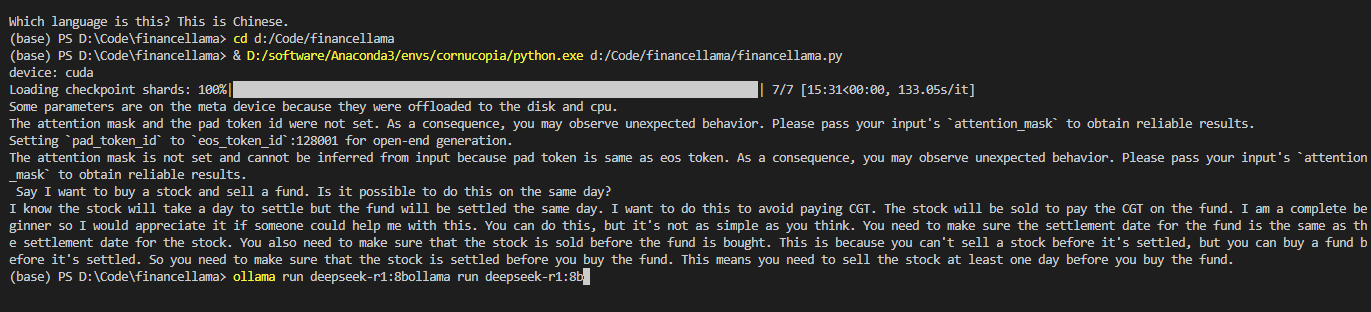 Which language is this? This is Chinese.
(base) PS D:\Code\financellama> cd d:/Code/financellama
(base) PS D:\Code\financellama> & D:/software/Anaconda3/envs/cornucopia/python.exe d:/Code/financellama/financellama.py
device: cuda
Loading checkpoint shards: 100%|| 7/7 [15:31<00:00, 133.05s/it]
Some parameters are on the meta device because they were offloaded to the disk and cpu.
The attention mask and the pad token id were not set. As a consequence, you may observe unexpected behavior. Please pass your input's `attention_mask` to obtain reliable results.
Setting `pad_token_id` to `eos_token_id`:128001 for open-end generation.
The attention mask is not set and cannot be inferred from input because pad token is same as eos token. As a consequence, you may observe unexpected behavior. Please pass your input's `attention
_mask` to obtain reliable results.
 Say I want to buy a stock and sell a fund. Is it possible to do this on the same day?
I know the stock will take a day to settle but the fund will be settled the same day. I want to do this to avoid paying CGT. The stock will be sold to pay the CGT on the fund. I am a complete be
ginner so I would appreciate it if someone could help me with this. You can do this, but it's not as simple as you think. You need to make sure the settlement date for the fund is the same as th
e settlement date for the stock. You also need to make sure that the stock is sold before the fund is bought. This is because you can't sell a stock before it's settled, but you can buy a fund b
efore it's settled. So you need to make sure that the stock is settled before you buy the fund. This means you need to sell the stock at least one day before you buy the fund.
(base) PS D:\Code\financellama> ollama run deepseek-r1:8bollama run deepseek-r1:8b